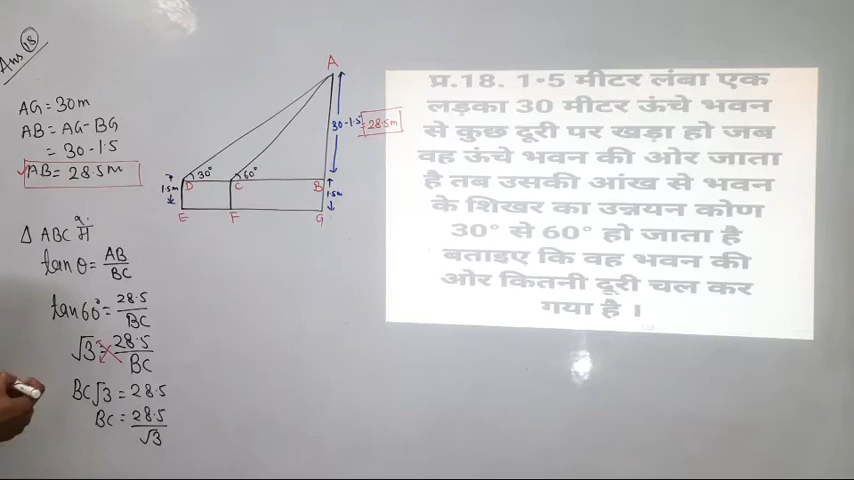 Ans 18
AG = 30m
AB = AG - BG
= 30 - 1.5
AB = 28.5m
Δ ABC में
tan θ = AB/BC
tan 60° = 28.5/BC
√3 = 28.5/BC
BC√3 = 28.5
BC = 28.5/√3
A
30-1.5
28.5m
30°
60°
1.5m
D
C
B
1.5m
E
F
G
प्र.18. 1·5 मीटर लंबा एक
लड़का 30 मीटर ऊंचे भवन
से कुछ दूरी पर खड़ा हो जब
वह ऊंचे भवन की ओर जाता
है तब उसकी आंख से भवन
के शिखर का उन्नयन कोण
30° से 60° हो जाता है
बताइए कि वह भवन की
ओर कितनी दूरी चल कर
गया है ।